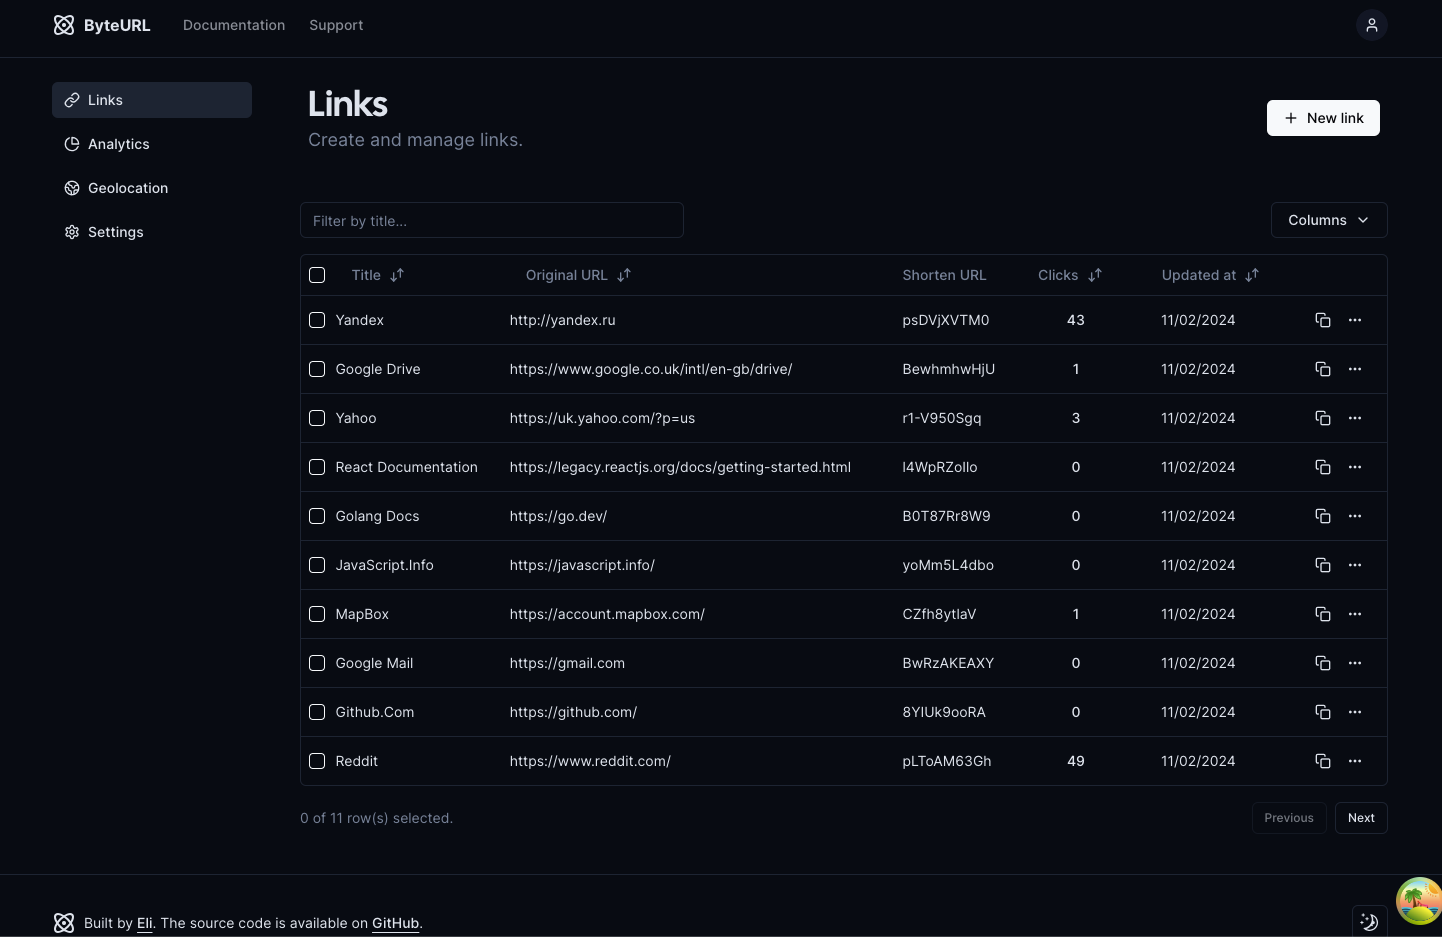 ByteURL Documentation Support
Links
Analytics
Geolocation
Settings
Links
Create and manage links.
New link
Filter by title...
Columns
Title Original URL Shorten URL Clicks Updated at
Yandex http://yandex.ru psDVjXVTM0 43 11/02/2024
Google Drive https://www.google.co.uk/intl/en-gb/drive/ BewhmhwHjU 1 11/02/2024
Yahoo https://uk.yahoo.com/?p=us r1-V950Sgq 3 11/02/2024
React Documentation https://legacy.reactjs.org/docs/getting-started.html l4WpRZoIlo 0 11/02/2024
Golang Docs https://go.dev/ B0T87Rr8W9 0 11/02/2024
JavaScript.Info https://javascript.info/ yoMm5L4dbo 0 11/02/2024
MapBox https://account.mapbox.com/ CZfh8ytlaV 1 11/02/2024
Google Mail https://gmail.com BwRzAKEAXY 0 11/02/2024
Github.Com https://github.com/ 8YIUk9ooRA 0 11/02/2024
Reddit https://www.reddit.com/ pLToAM63Gh 49 11/02/2024
0 of 11 row(s) selected.
Previous Next
Built by Eli. The source code is available on GitHub.